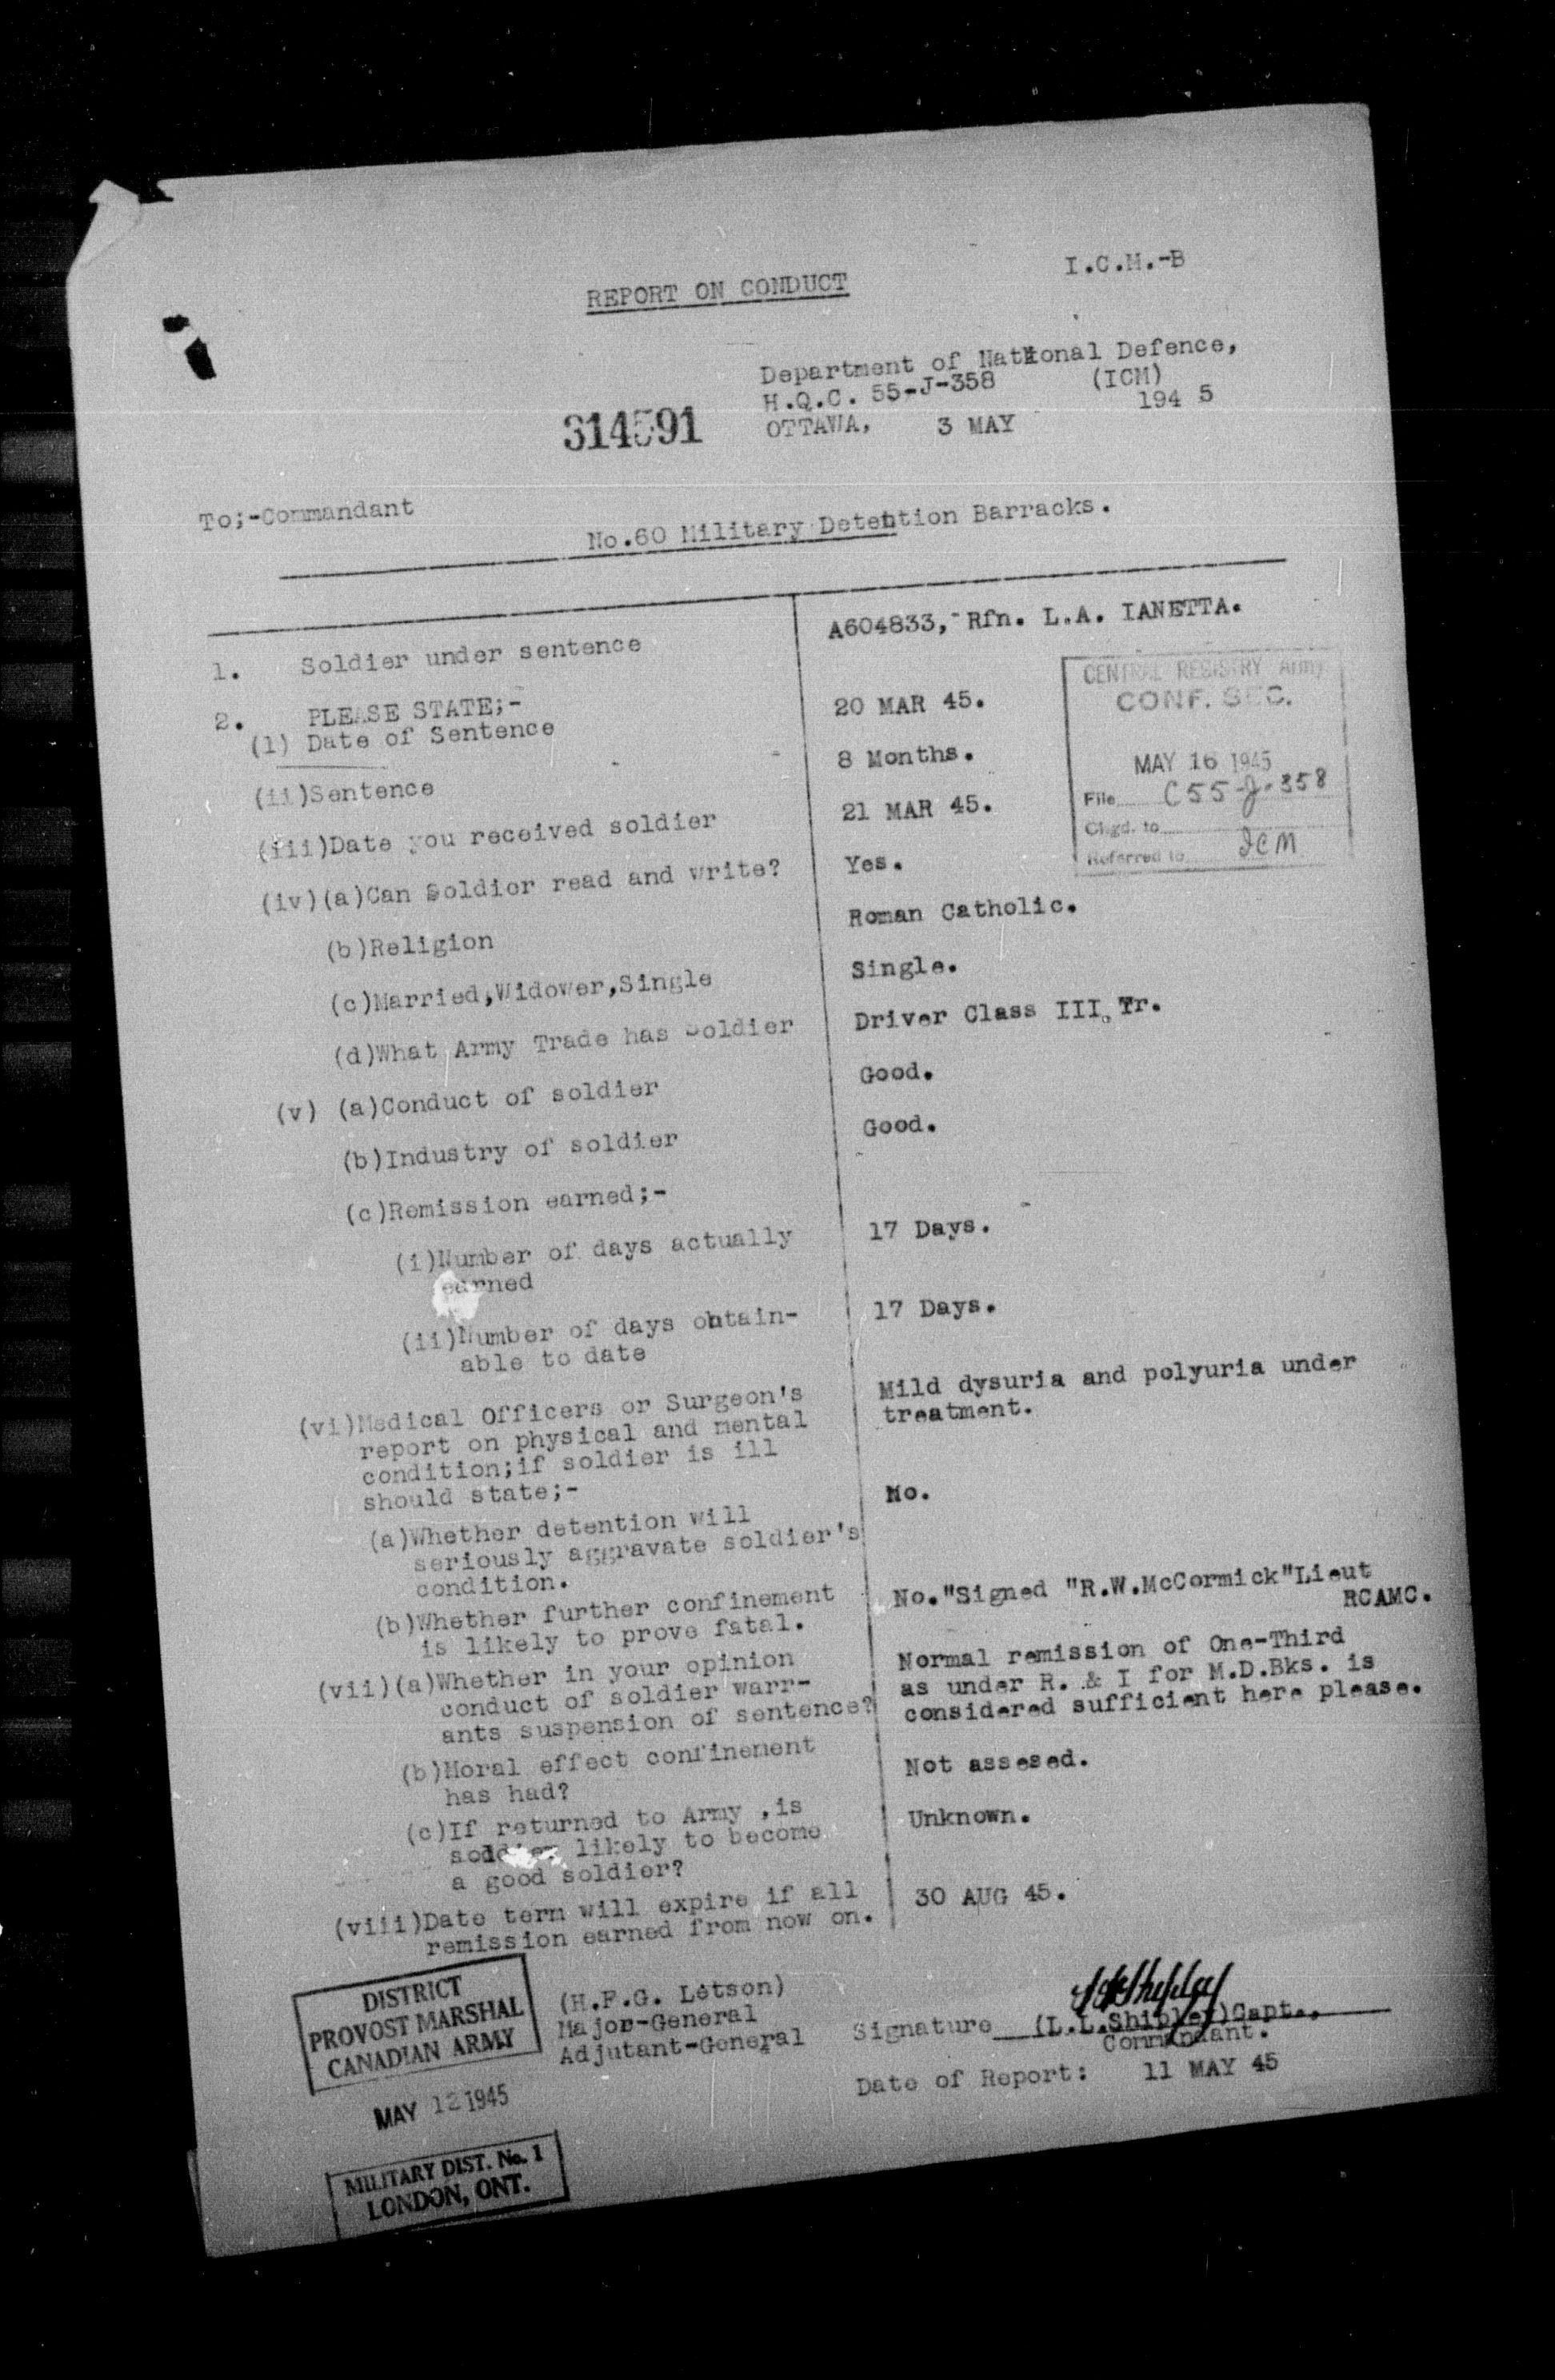 I.C.M.-B
REPORT ON CONDUCT
Department of National Defence,
H.Q.C. 55-J-358 (ICM)
314591 OTTAWA, 3 MAY 194 5
To;-Commandant
No.60 Military Detention Barracks.
1. Soldier under sentence A604833, Rfn. L.A. IANETTA.
2. PLEASE STATE;-
(1) Date of Sentence 20 MAR 45.
(ii)Sentence 8 Months.
(iii)Date you received soldier 21 MAR 45.
(iv)(a)Can Soldier read and write? Yes.
(b)Religion Roman Catholic.
(c)Married,Widower,Single Single.
(d)What Army Trade has Soldier Driver Class III. Tr.
(v) (a)Conduct of soldier Good.
(b)Industry of soldier Good.
(c)Remission earned;-
(i)Number of days actually 17 Days.
earned
(ii)Number of days obtain- 17 Days.
able to date
(vi)Medical Officers or Surgeon's Mild dysuria and polyuria under
report on physical and mental treatment.
condition;if soldier is ill
should state;-
(a)Whether detention will No.
seriously aggravate soldier's
condition.
(b)Whether further confinement No."Signed "R.W.McCormick"Lieut
is likely to prove fatal. RCAMC.
(vii)(a)Whether in your opinion Normal remission of One-Third
conduct of soldier warr- as under R. & I for M.D.Bks. is
ants suspension of sentence? considered sufficient here please.
(b)Moral effect confinement Not assesed.
has had?
(c)If returned to Army ,is Unknown.
soldier likely to become
a good soldier?
(viii)Date term will expire if all 30 AUG 45.
remission earned from now on.
CENTRAL REGISTRY Army
CONF. SEC.
MAY 16 1945
File C55-J-358
Chgd. to
Referred to ICM
DISTRICT
PROVOST MARSHAL
CANADIAN ARMY
MAY 12 1945
MILITARY DIST. No. 1
LONDON, ONT.
(H.F.G. Letson)
Major-General
Adjutant-General
Signature (L.L.Shipley)Capt.,
Commandant.
Date of Report: 11 MAY 45